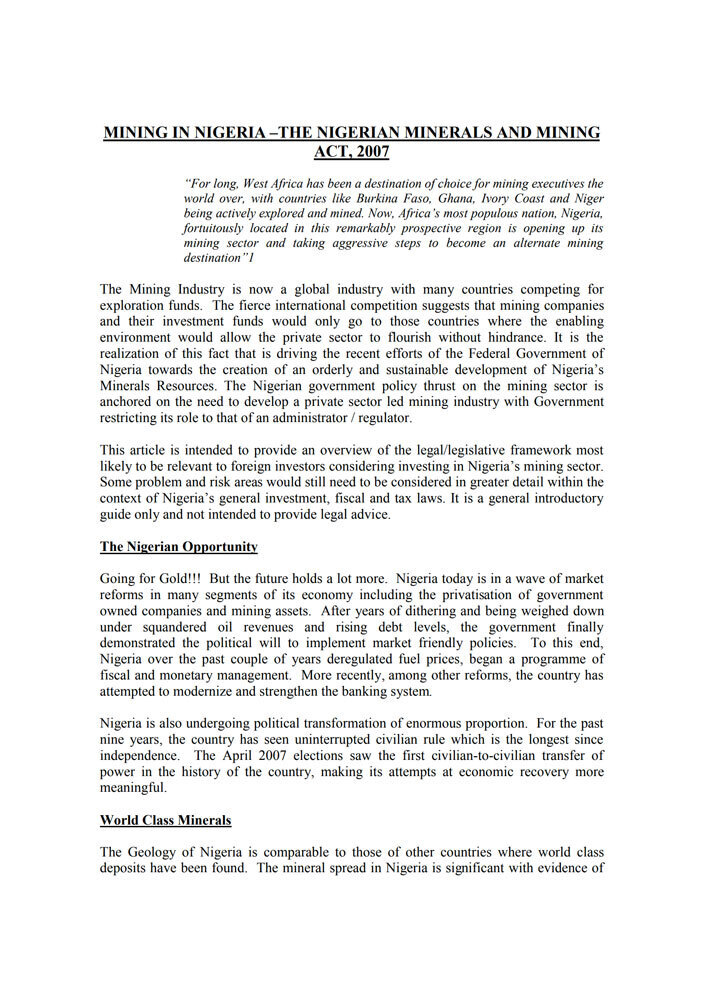 MINING IN NIGERIA –THE NIGERIAN MINERALS AND MINING
ACT, 2007
“For long, West Africa has been a destination of choice for mining executives the
world over, with countries like Burkina Faso, Ghana, Ivory Coast and Niger
being actively explored and mined. Now, Africa’s most populous nation, Nigeria,
fortuitously located in this remarkably prospective region is opening up its
mining sector and taking aggressive steps to become an alternate mining
destination”1
The Mining Industry is now a global industry with many countries competing for
exploration funds. The fierce international competition suggests that mining companies
and their investment funds would only go to those countries where the enabling
environment would allow the private sector to flourish without hindrance. It is the
realization of this fact that is driving the recent efforts of the Federal Government of
Nigeria towards the creation of an orderly and sustainable development of Nigeria’s
Minerals Resources. The Nigerian government policy thrust on the mining sector is
anchored on the need to develop a private sector led mining industry with Government
restricting its role to that of an administrator / regulator.
This article is intended to provide an overview of the legal/legislative framework most
likely to be relevant to foreign investors considering investing in Nigeria’s mining sector.
Some problem and risk areas would still need to be considered in greater detail within the
context of Nigeria’s general investment, fiscal and tax laws. It is a general introductory
guide only and not intended to provide legal advice.
The Nigerian Opportunity
Going for Gold!!! But the future holds a lot more. Nigeria today is in a wave of market
reforms in many segments of its economy including the privatisation of government
owned companies and mining assets. After years of dithering and being weighed down
under squandered oil revenues and rising debt levels, the government finally
demonstrated the political will to implement market friendly policies. To this end,
Nigeria over the past couple of years deregulated fuel prices, began a programme of
fiscal and monetary management. More recently, among other reforms, the country has
attempted to modernize and strengthen the banking system.
Nigeria is also undergoing political transformation of enormous proportion. For the past
nine years, the country has seen uninterrupted civilian rule which is the longest since
independence. The April 2007 elections saw the first civilian-to-civilian transfer of
power in the history of the country, making its attempts at economic recovery more
meaningful.
World Class Minerals
The Geology of Nigeria is comparable to those of other countries where world class
deposits have been found. The mineral spread in Nigeria is significant with evidence of